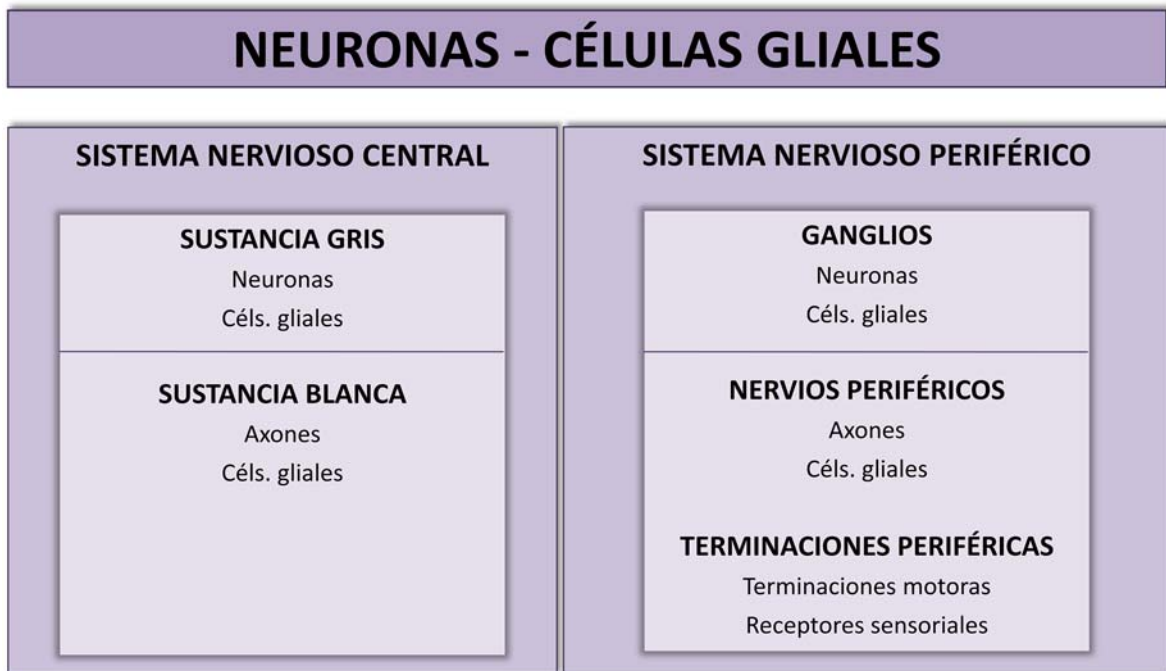 NEURONAS - CÉLULAS GLIALES
SISTEMA NERVIOSO CENTRAL
SUSTANCIA GRIS
Neuronas
Céls. gliales
SUSTANCIA BLANCA
Axones
Céls. gliales
SISTEMA NERVIOSO PERIFÉRICO
GANGLIOS
Neuronas
Céls. gliales
NERVIOS PERIFÉRICOS
Axones
Céls. gliales
TERMINACIONES PERIFÉRICAS
Terminaciones motoras
Receptores sensoriales